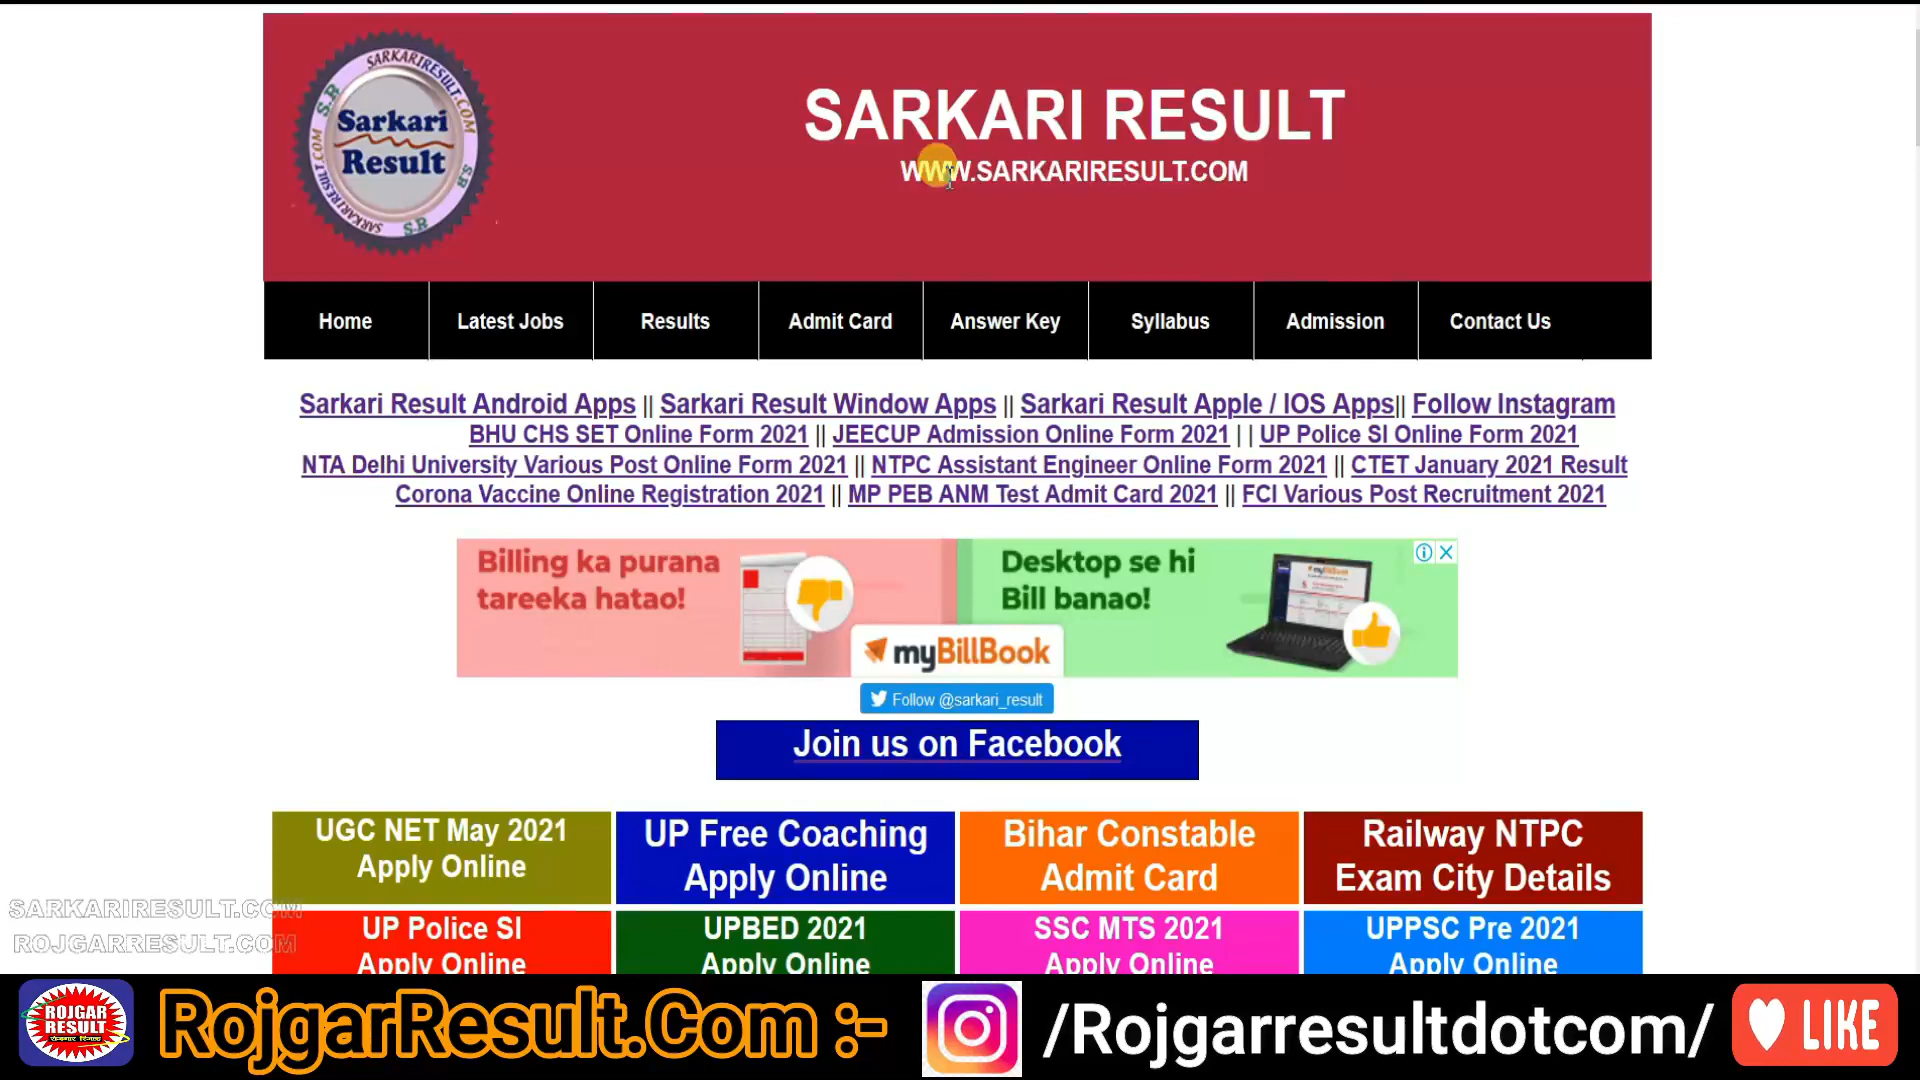 SARKARIRESULT.COM
S.R
Sarkari
Result
SARKARIRESULT.COM
S.R
S.R
SARKARI RESULT
WWW.SARKARIRESULT.COM
Home Latest Jobs Results Admit Card Answer Key Syllabus Admission Contact Us
Sarkari Result Android Apps || Sarkari Result Window Apps || Sarkari Result Apple / IOS Apps|| Follow Instagram
BHU CHS SET Online Form 2021 || JEECUP Admission Online Form 2021 | | UP Police SI Online Form 2021
NTA Delhi University Various Post Online Form 2021 || NTPC Assistant Engineer Online Form 2021 || CTET January 2021 Result
Corona Vaccine Online Registration 2021 || MP PEB ANM Test Admit Card 2021 || FCI Various Post Recruitment 2021
Billing ka purana
tareeka hatao!
Desktop se hi
Bill banao!
myBillBook
Follow @sarkari_result
Join us on Facebook
UGC NET May 2021
Apply Online
UP Free Coaching
Apply Online
Bihar Constable
Admit Card
Railway NTPC
Exam City Details
UP Police SI
Apply Online
UPBED 2021
Apply Online
SSC MTS 2021
Apply Online
UPPSC Pre 2021
Apply Online
SARKARIRESULT.COM
ROJGARRESULT.COM
ROJGAR
RESULT
रोजगार रिजल्ट
RojgarResult.Com :-
/Rojgarresultdotcom/
LIKE